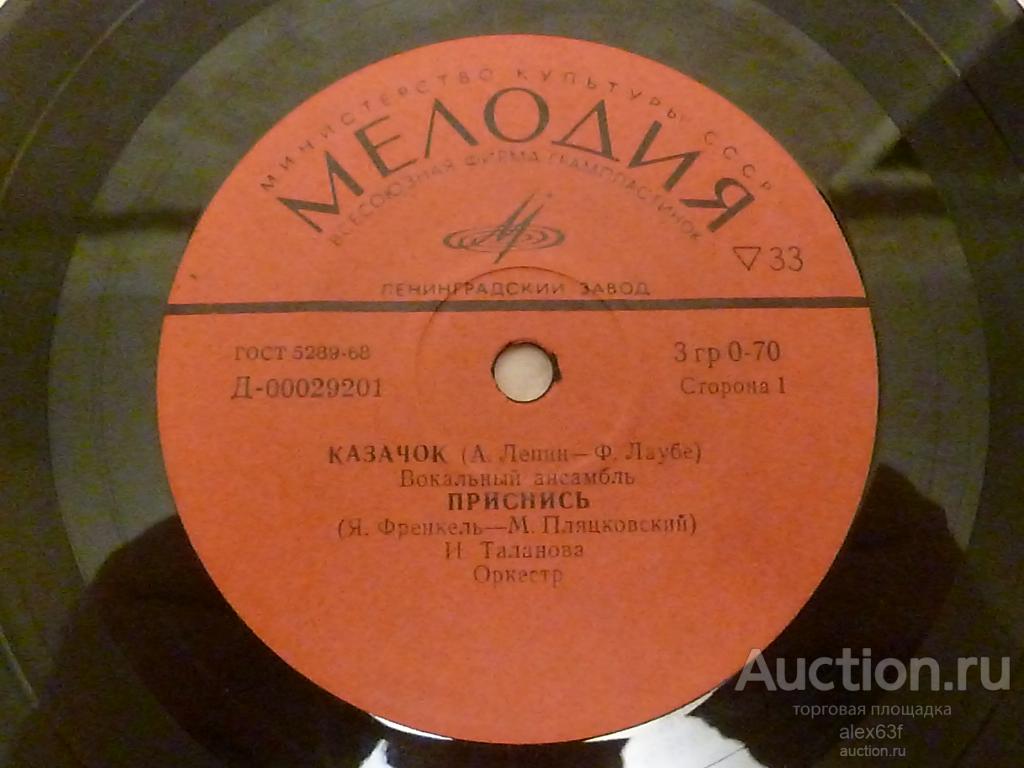 МИНИСТЕРСТВО КУЛЬТУРЫ СССР
МЕЛОДИЯ
ВСЕСОЮЗНАЯ ФИРМА ГРАМПЛАСТИНОК
▽33
ЛЕНИНГРАДСКИЙ ЗАВОД
ГОСТ 5289-68
3 гр 0-70
Д-00029201
Сторона 1
КАЗАЧОК (А. Ленин—Ф. Лаубе)
Вокальный ансамбль
ПРИСНИСЬ
(Я. Френкель—М. Пляцковский)
И. Таланова
Оркестр
Auction.ru
торговая площадка
alex63f
auction.ru